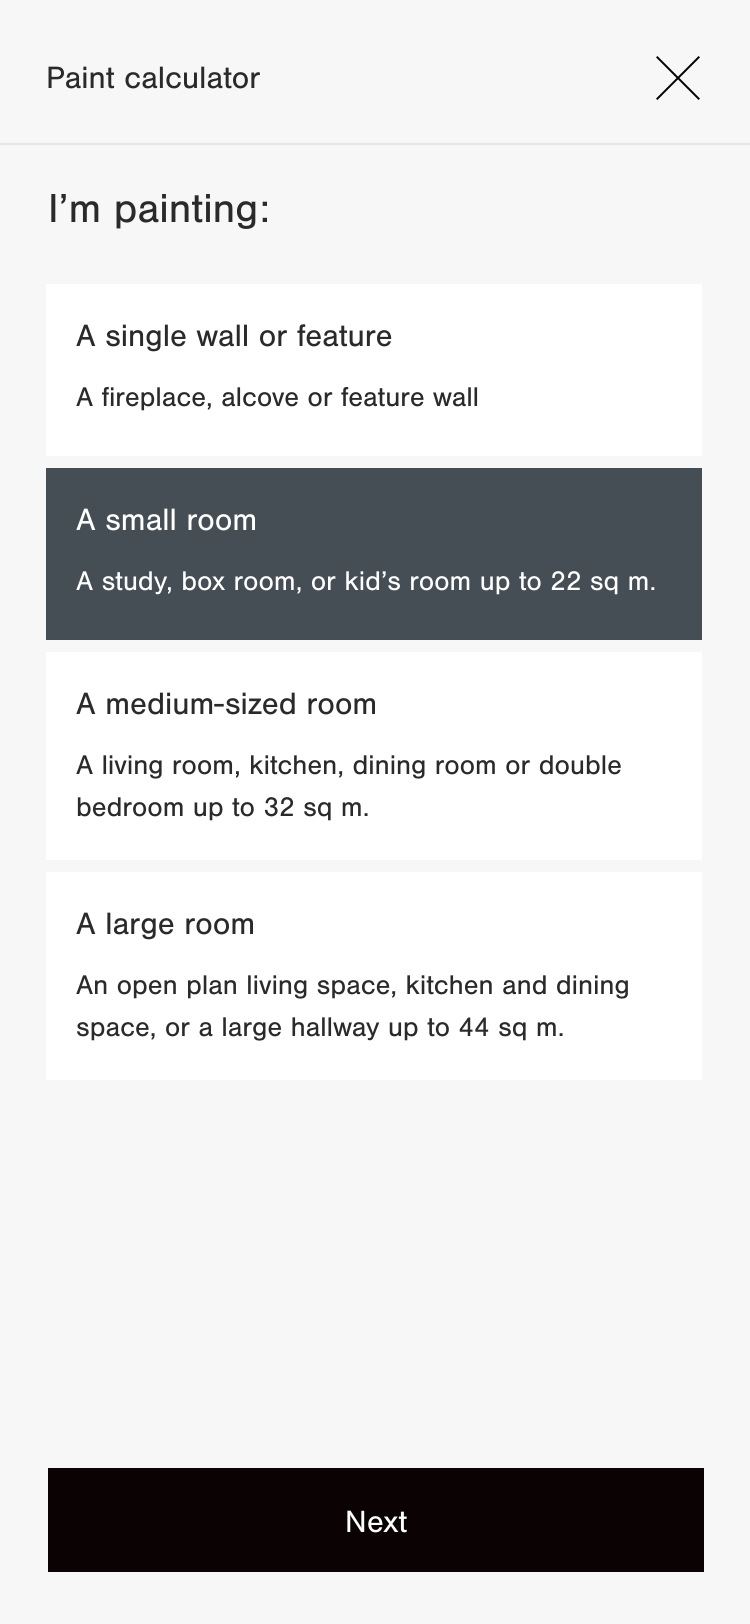 Paint calculator
I’m painting:
A single wall or feature
A fireplace, alcove or feature wall
A small room
A study, box room, or kid’s room up to 22 sq m.
A medium-sized room
A living room, kitchen, dining room or double
bedroom up to 32 sq m.
A large room
An open plan living space, kitchen and dining
space, or a large hallway up to 44 sq m.
Next